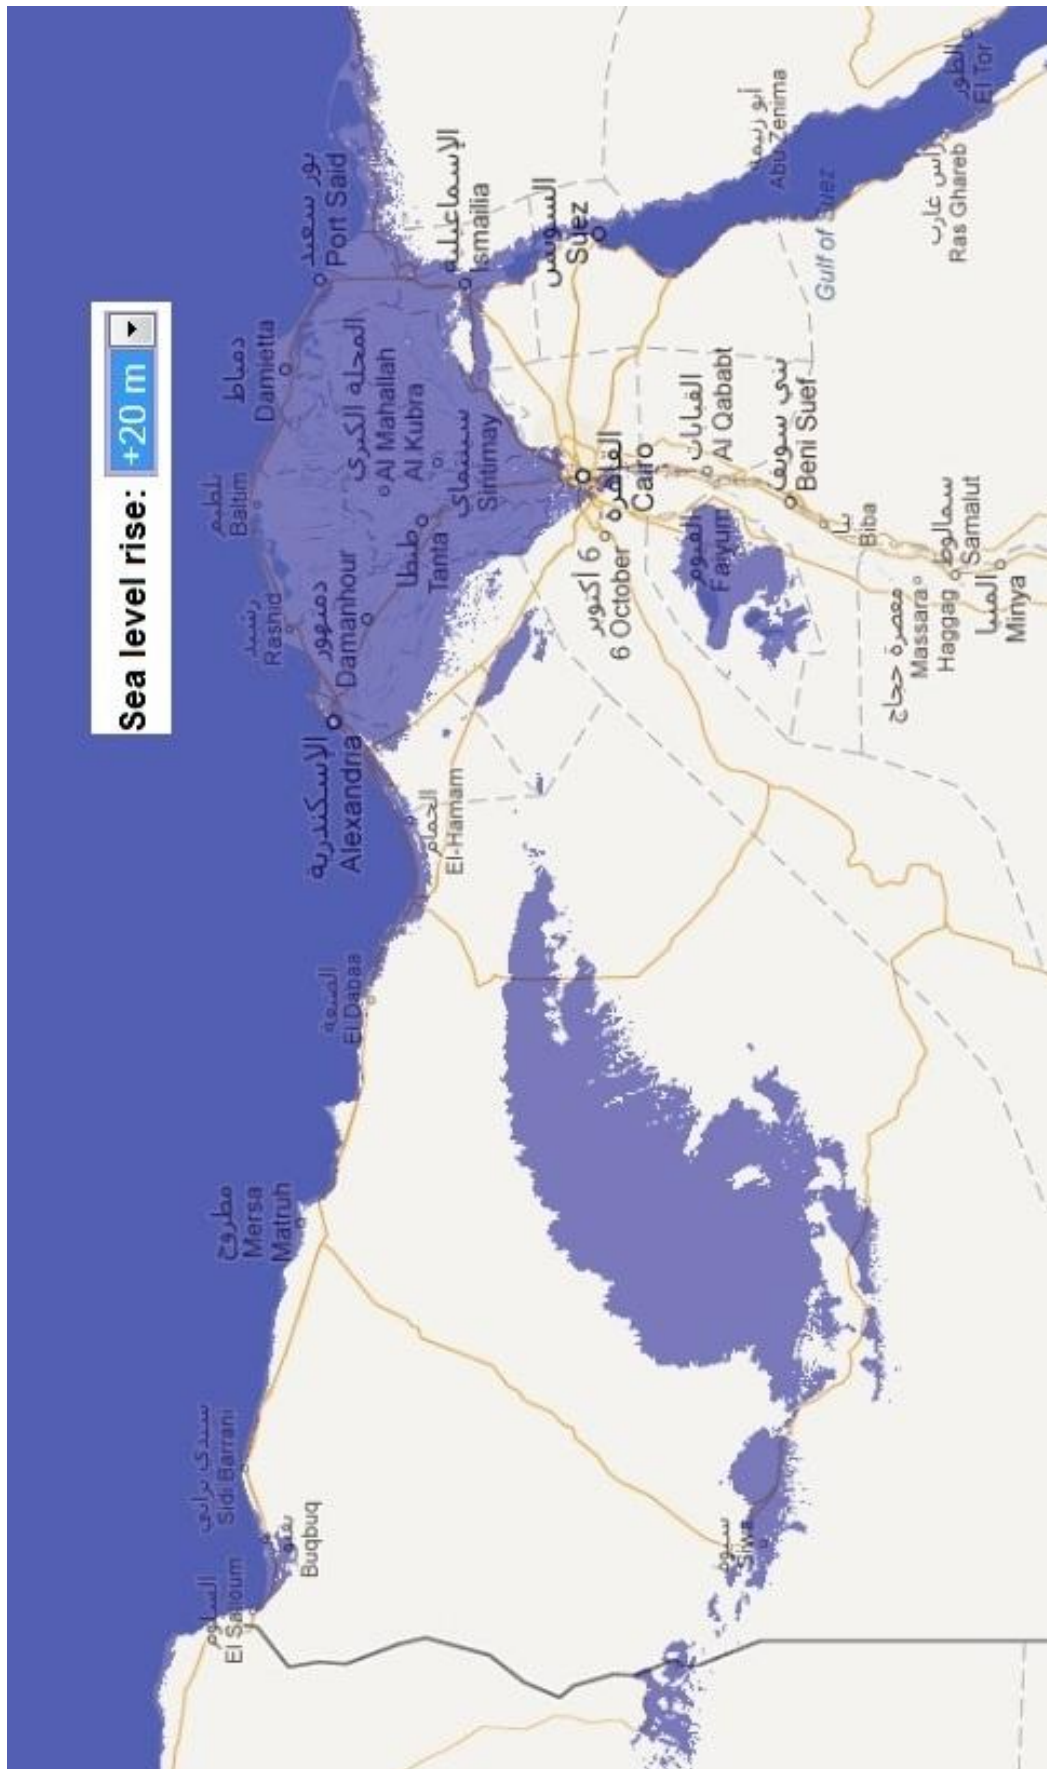 Sea level rise: +20 m
السلوم
El Salloum
بقبق
Buqbuq
سيدي براني
Sidi Barrani
مطروح
Mersa
Matruh
الضبعة
El Dabaa
الحمام
El-Hamam
الإسكندرية
Alexandria
رشيد
Rashid
دمنهور
Damanhour
بلطيم
Baltim
طنطا
Tanta
دمياط
Damietta
المحلة الكبرى
Al Mahallah
Al Kubra
سنتماي
Sintimay
بور سعيد
Port Said
الإسماعيلية
Ismailia
السويس
Suez
القاهرة
Cairo
6 أكتوبر
6 October
الفيوم
Faiyum
القبابات
Al Qababt
بني سويف
Beni Suef
ببا
Biba
معصرة حجاج
Massara
Haggag
سمالوط
Samalut
المنيا
Minya
سيوه
Siwa
Gulf of Suez
أبو زنيمة
Abu Zenima
رأس غارب
Ras Ghareb
الطور
El Tor